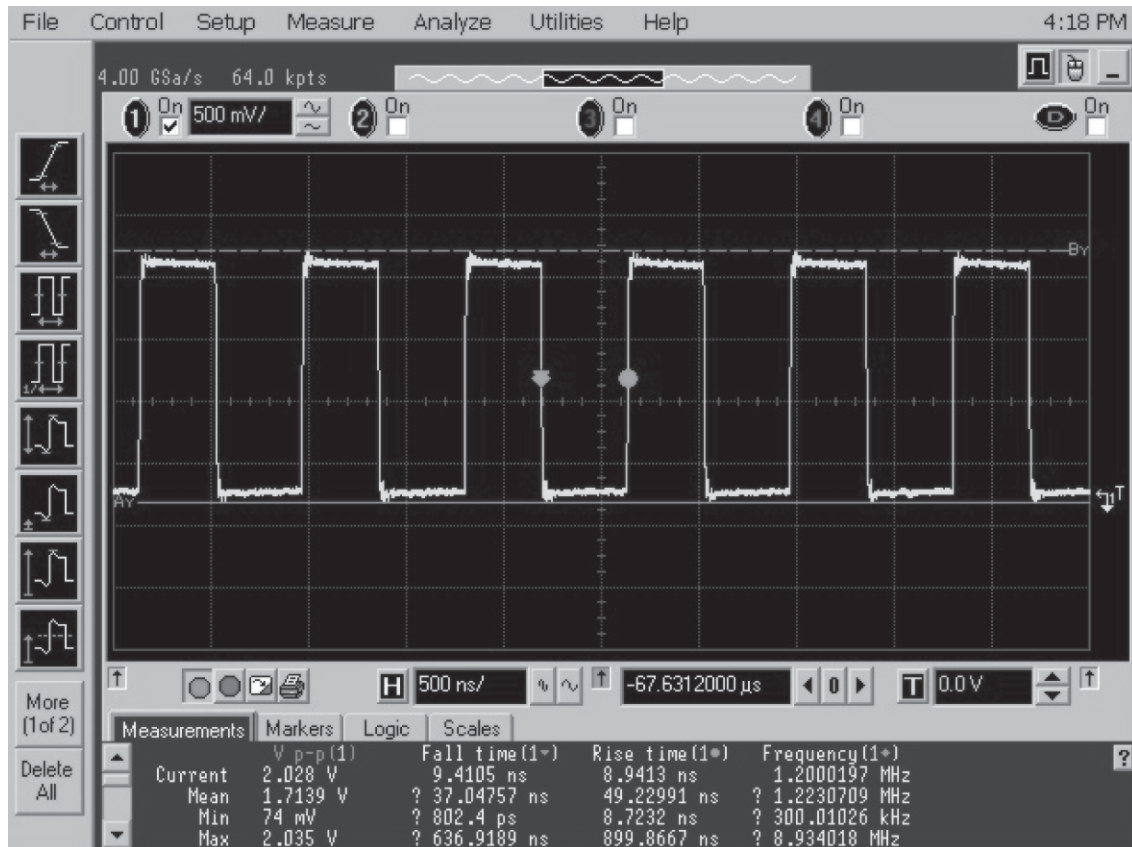 File Control Setup Measure Analyze Utilities Help 4:18 PM
4.00 GSa/s 64.0 kpts
1 On 500 mV/ 2 On 3 On 4 On D On
By
Ay
T
1/
More
(1of 2)
Delete
All
H 500 ns/ -67.6312000 μs 0 T 0.0 V
Measurements Markers Logic Scales
V p-p(1) Fall time(1) Rise time(1) Frequency(1)
Current 2.028 V 9.4105 ns 8.9413 ns 1.2000197 MHz
Mean 1.7139 V ? 37.04757 ns 49.22991 ns ? 1.2230709 MHz
Min 74 mV ? 802.4 ps 8.7232 ns ? 300.01026 kHz
Max 2.035 V ? 636.9189 ns 899.8667 ns ? 8.934018 MHz
?